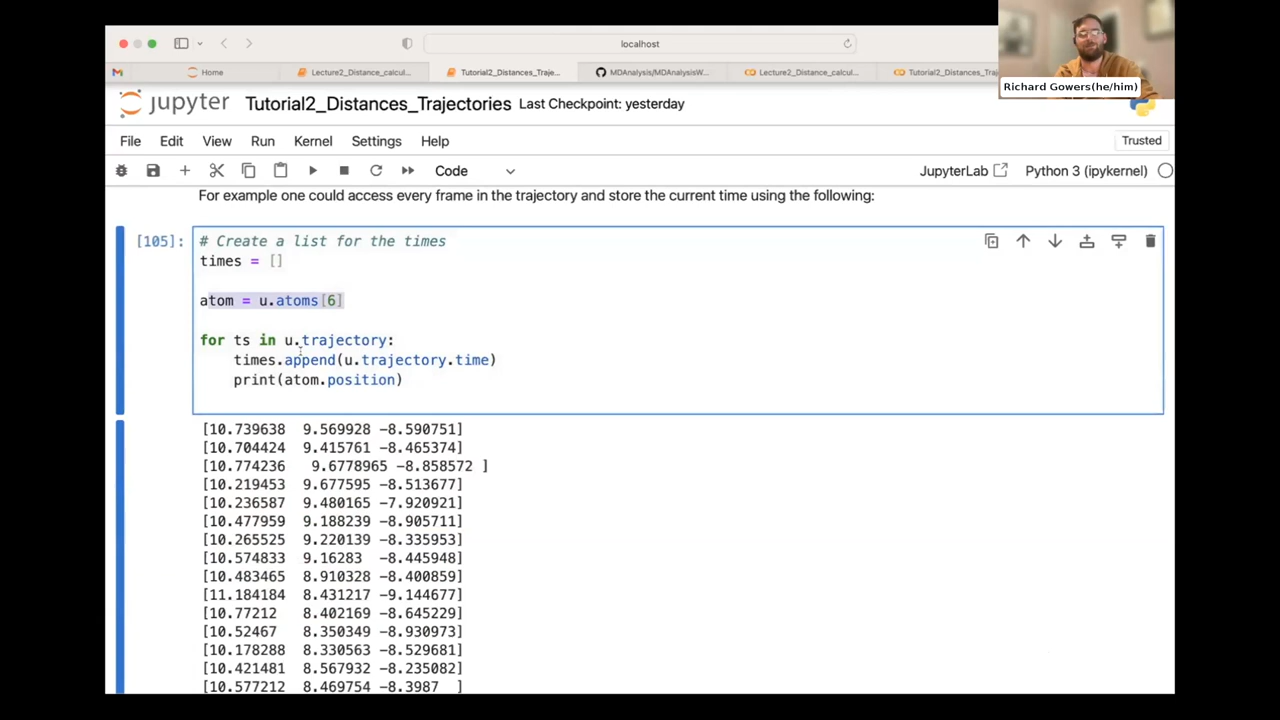 localhost
Home
Lecture2_Distance_calcul...
Tutorial2_Distances_Traje...
MDAnalysis/MDAnalysisW...
Lecture2_Distance_calcul...
Tutorial2_Distances_Tra
Richard Gowers(he/him)
jupyter Tutorial2_Distances_Trajectories Last Checkpoint: yesterday
File Edit View Run Kernel Settings Help Trusted
Code JupyterLab Python 3 (ipykernel)
For example one could access every frame in the trajectory and store the current time using the following:
[105]: # Create a list for the times
times = []
atom = u.atoms[6]
for ts in u.trajectory:
times.append(u.trajectory.time)
print(atom.position)
[10.739638 9.569928 -8.590751]
[10.704424 9.415761 -8.465374]
[10.774236 9.6778965 -8.858572 ]
[10.219453 9.677595 -8.513677]
[10.236587 9.480165 -7.920921]
[10.477959 9.188239 -8.905711]
[10.265525 9.220139 -8.335953]
[10.574833 9.16283 -8.445948]
[10.483465 8.910328 -8.400859]
[11.184184 8.431217 -9.144677]
[10.77212 8.402169 -8.645229]
[10.52467 8.350349 -8.930973]
[10.178288 8.330563 -8.529681]
[10.421481 8.567932 -8.235082]
[10.577212 8.469754 -8.3987 ]